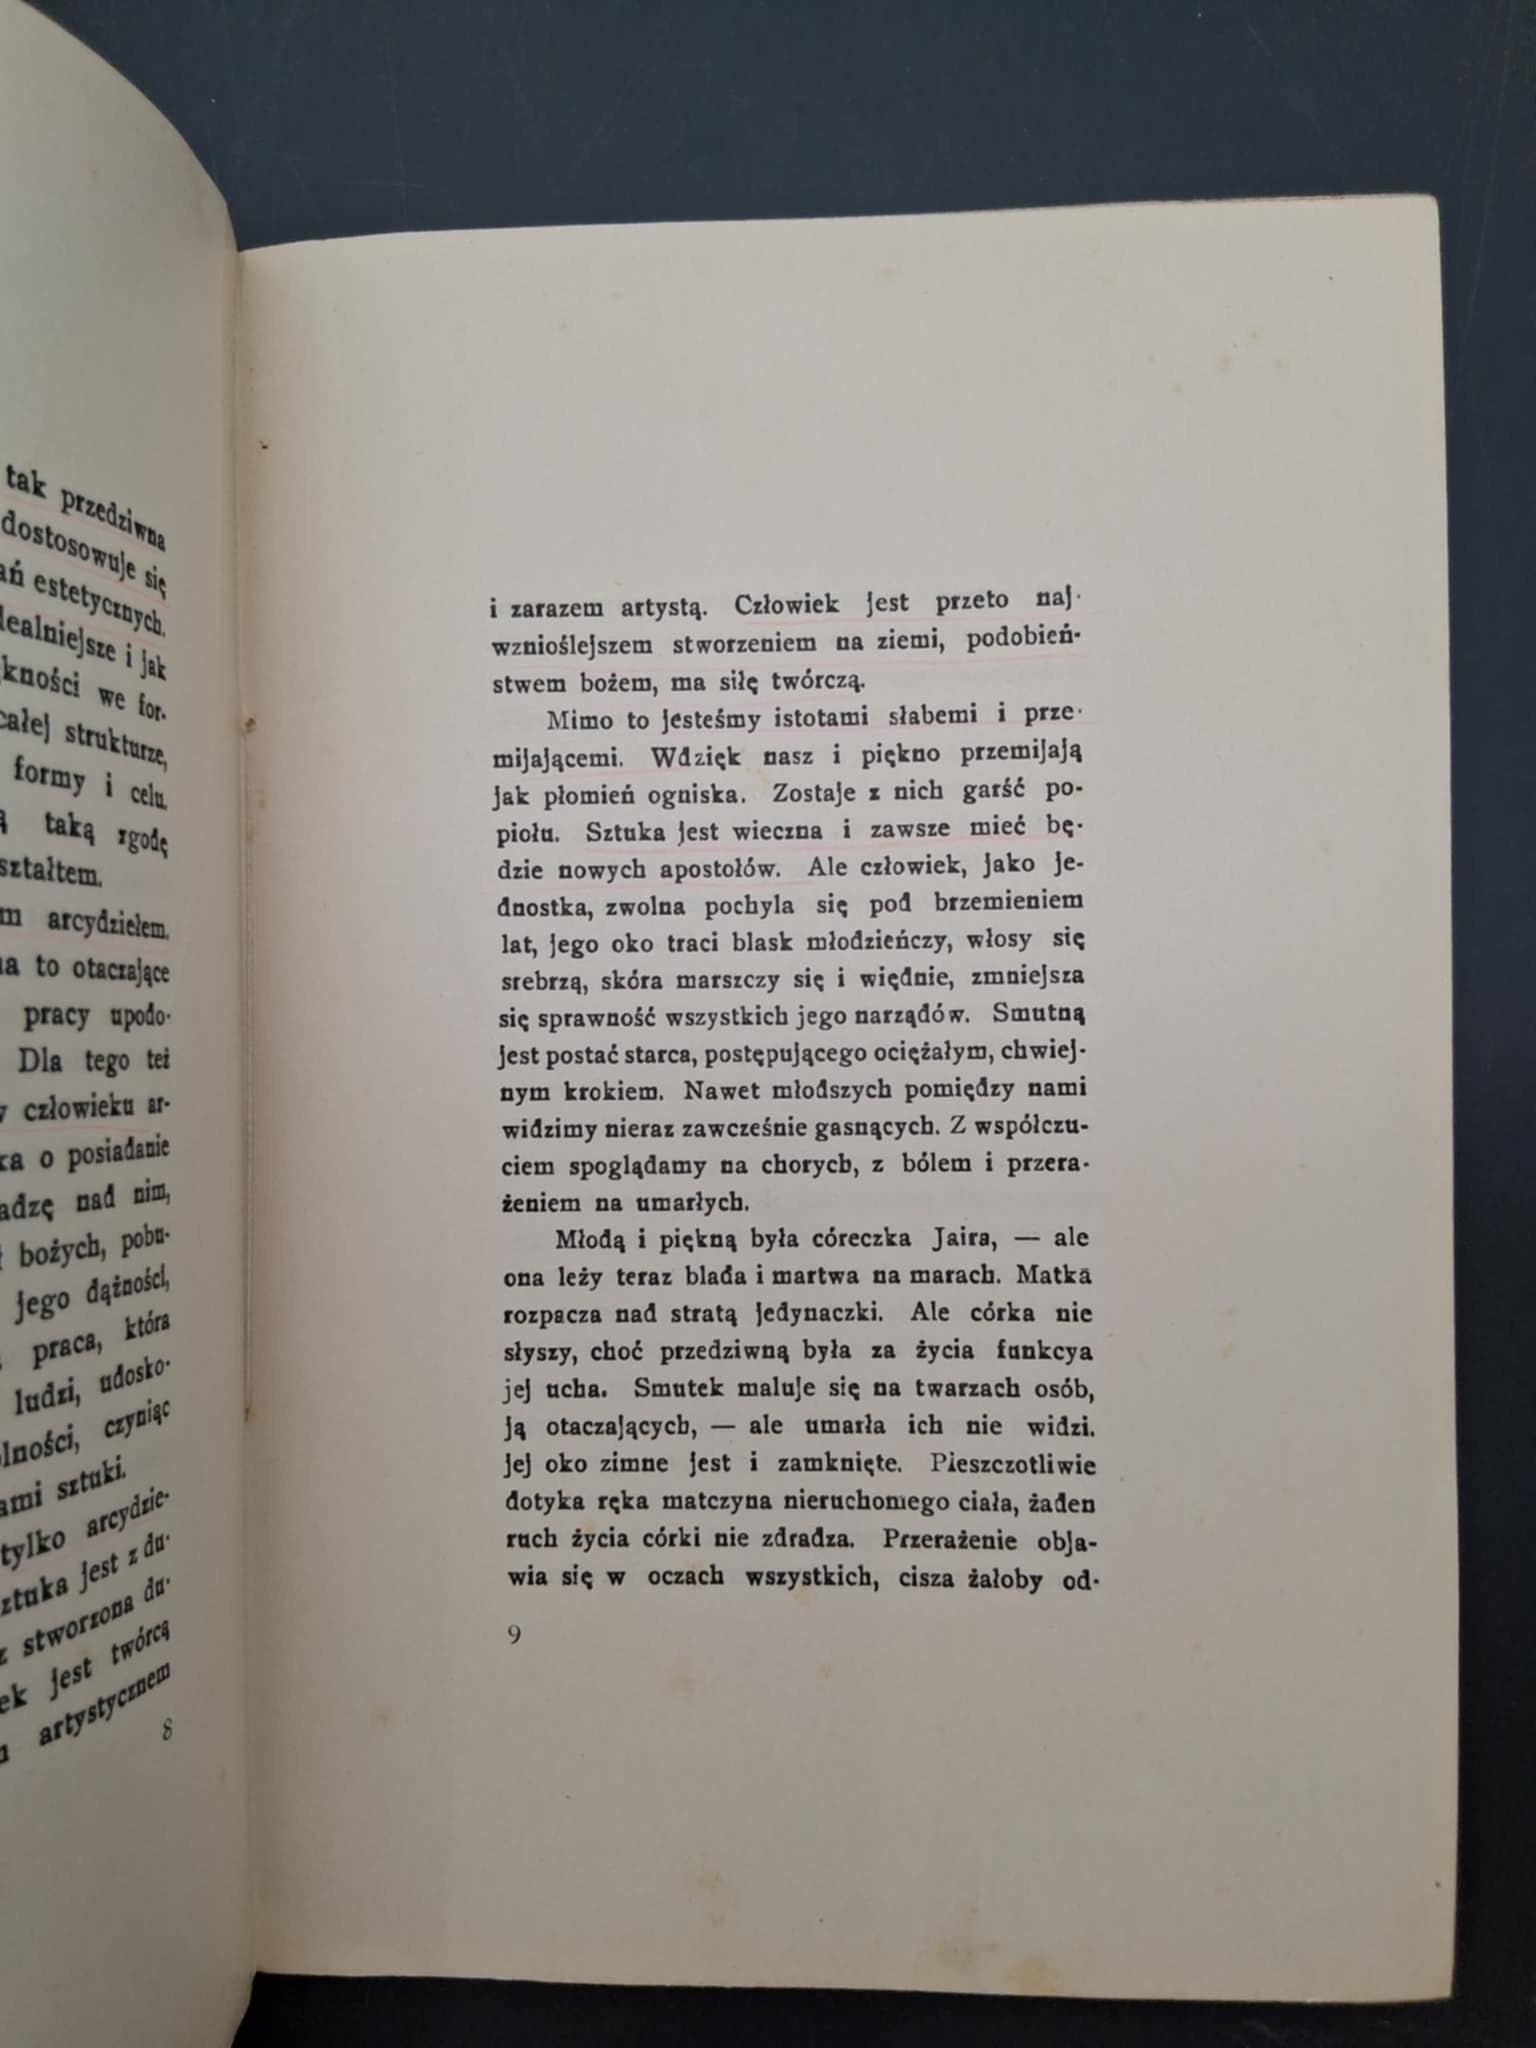 tak przedziwna
dostosowuje się
estetycznych.
i jak
we for-
strukturze,
formy i celu.
taką zgodę
arcydziełem.
to otaczające
pracy upodo-
Dla tego też
człowieku ar-
o posiadanie
nad nim,
bożych, pobu-
jego dążności,
praca, która
ludzi, udosko-
czyniąc
sztuki.
tylko arcydzie-
jest z du-
stworzona du-
jest twórcą
artystycznem
8
i zarazem artystą. Człowiek jest przeto naj-
wznioślejszem stworzeniem na ziemi, podobień-
stwem bożem, ma siłę twórczą.
Mimo to jesteśmy istotami słabemi i prze-
mijającemi. Wdzięk nasz i piękno przemijają
jak płomień ogniska. Zostaje z nich garść po-
piołu. Sztuka jest wieczna i zawsze mieć bę-
dzie nowych apostołów. Ale człowiek, jako je-
dnostka, zwolna pochyla się pod brzemieniem
lat, jego oko traci blask młodzieńczy, włosy się
srebrzą, skóra marszczy się i więdnie, zmniejsza
się sprawność wszystkich jego narządów. Smutną
jest postać starca, postępującego ociężałym, chwiej-
nym krokiem. Nawet młodszych pomiędzy nami
widzimy nieraz zawcześnie gasnących. Z współczu-
ciem spoglądamy na chorych, z bólem i przera-
żeniem na umarłych.
Młodą i piękną była córeczka Jaira, — ale
ona leży teraz blada i martwa na marach. Matka
rozpacza nad stratą jedynaczki. Ale córka nie
słyszy, choć przedziwną była za życia funkcya
jej ucha. Smutek maluje się na twarzach osób,
ją otaczających, — ale umarła ich nie widzi,
jej oko zimne jest i zamknięte. Pieszczotliwie
dotyka ręka matczyna nieruchomego ciała, żaden
ruch życia córki nie zdradza. Przerażenie obja-
wia się w oczach wszystkich, cisza żałoby od-
9